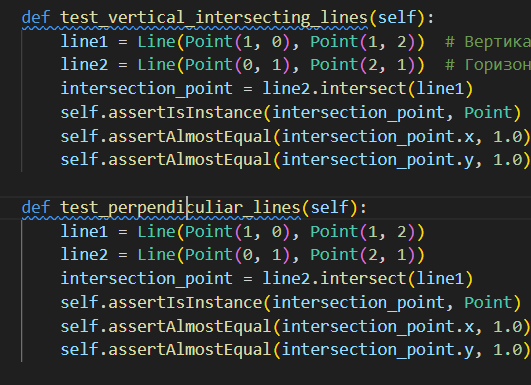 def test_vertical_intersecting_lines(self):
    line1 = Line(Point(1, 0), Point(1, 2))  # Вертика
    line2 = Line(Point(0, 1), Point(2, 1))  # Горизон
    intersection_point = line2.intersect(line1)
    self.assertIsInstance(intersection_point, Point)
    self.assertAlmostEqual(intersection_point.x, 1.0)
    self.assertAlmostEqual(intersection_point.y, 1.0)

def test_perpendiculiar_lines(self):
    line1 = Line(Point(1, 0), Point(1, 2))
    line2 = Line(Point(0, 1), Point(2, 1))
    intersection_point = line2.intersect(line1)
    self.assertIsInstance(intersection_point, Point)
    self.assertAlmostEqual(intersection_point.x, 1.0)
    self.assertAlmostEqual(intersection_point.y, 1.0)